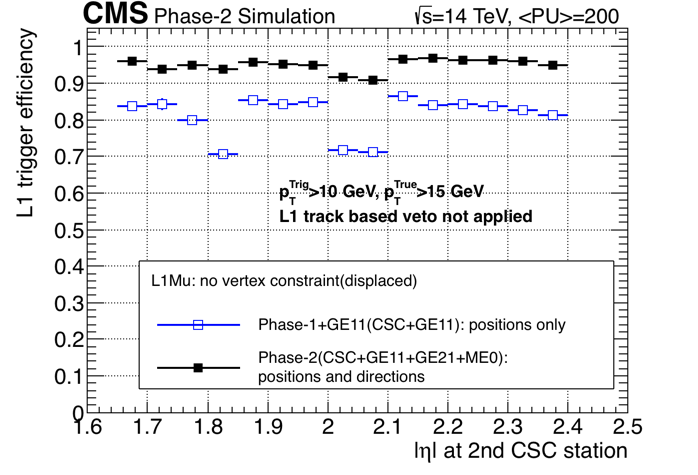 CMS Phase-2 Simulation √s=14 TeV, <PU>=200
L1 trigger efficiency
1
0.9
0.8
0.7
0.6
0.5
0.4
0.3
0.2
0.1
0
p_T^Trig>10 GeV, p_T^True>15 GeV
L1 track based veto not applied
L1Mu: no vertex constraint(displaced)
Phase-1+GE11(CSC+GE11): positions only
Phase-2(CSC+GE11+GE21+ME0):
positions and directions
1.6 1.7 1.8 1.9 2 2.1 2.2 2.3 2.4 2.5
|η| at 2nd CSC station